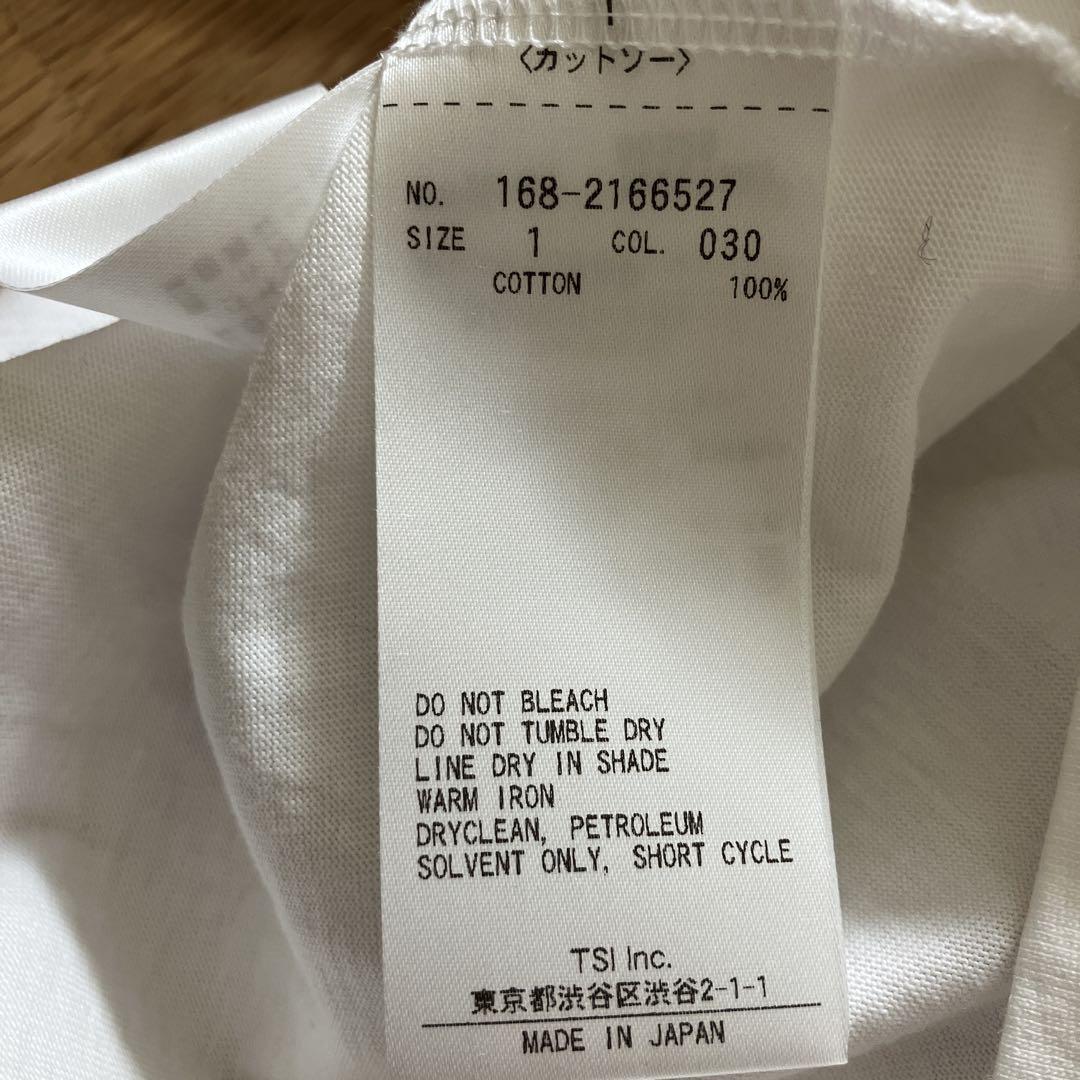 〈カットソー〉
NO. 168-2166527
SIZE 1 COL. 030
COTTON 100%
DO NOT BLEACH
DO NOT TUMBLE DRY
LINE DRY IN SHADE
WARM IRON
DRYCLEAN, PETROLEUM
SOLVENT ONLY, SHORT CYCLE
TSI Inc.
東京都渋谷区渋谷2-1-1
MADE IN JAPAN